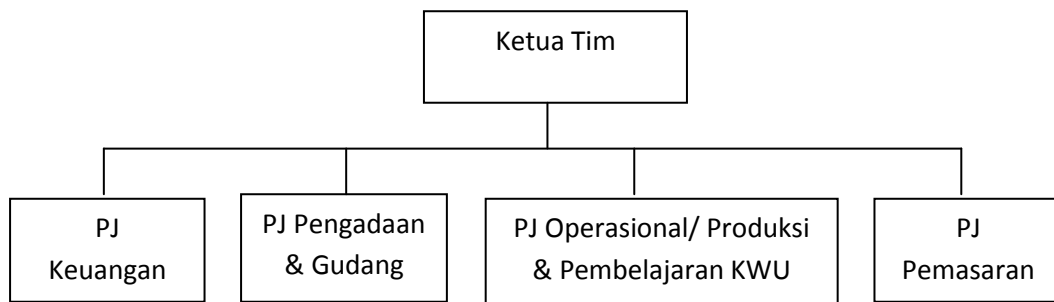 Ketua Tim
PJ
Keuangan
PJ Pengadaan
& Gudang
PJ Operasional/ Produksi
& Pembelajaran KWU
PJ
Pemasaran